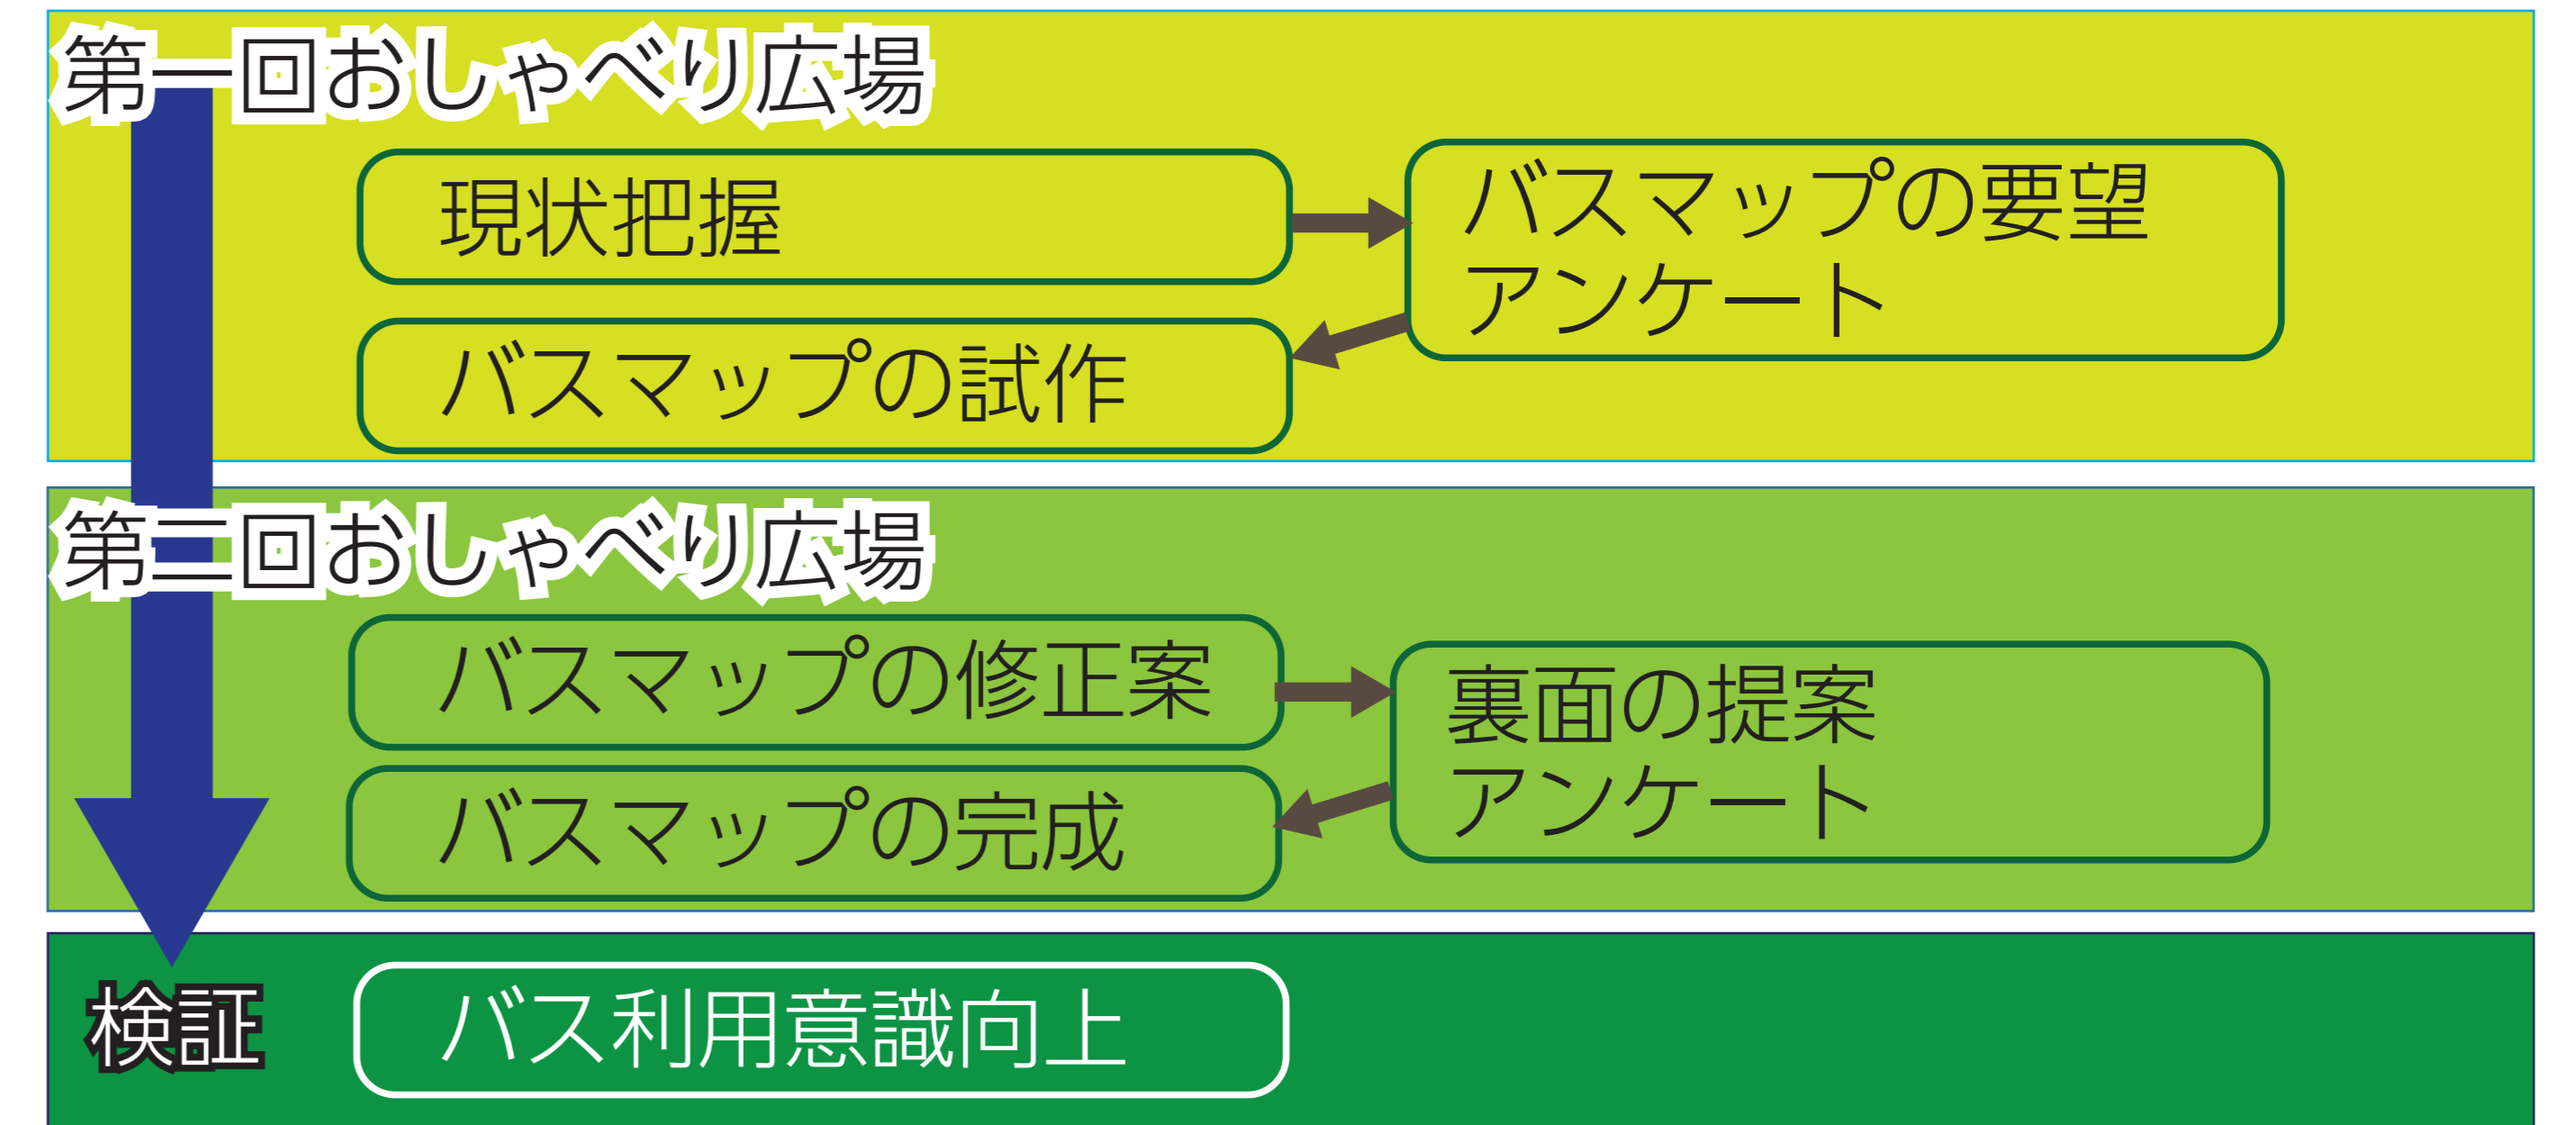 第一回おしゃべり広場
現状把握
バスマップの要望
アンケート
バスマップの試作
第二回おしゃべり広場
バスマップの修正案
裏面の提案
アンケート
バスマップの完成
検証
バス利用意識向上